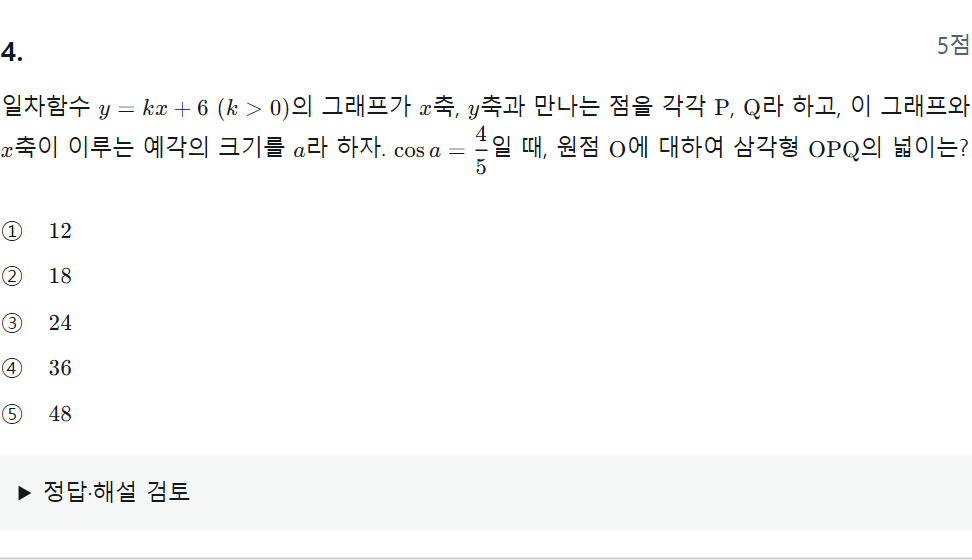 4.
5점
일차함수 y = kx + 6 (k > 0)의 그래프가 x축, y축과 만나는 점을 각각 P, Q라 하고, 이 그래프와
x축이 이루는 예각의 크기를 a라 하자. cos a = 4/5일 때, 원점 O에 대하여 삼각형 OPQ의 넓이는?
① 12
② 18
③ 24
④ 36
⑤ 48
▶ 정답·해설 검토